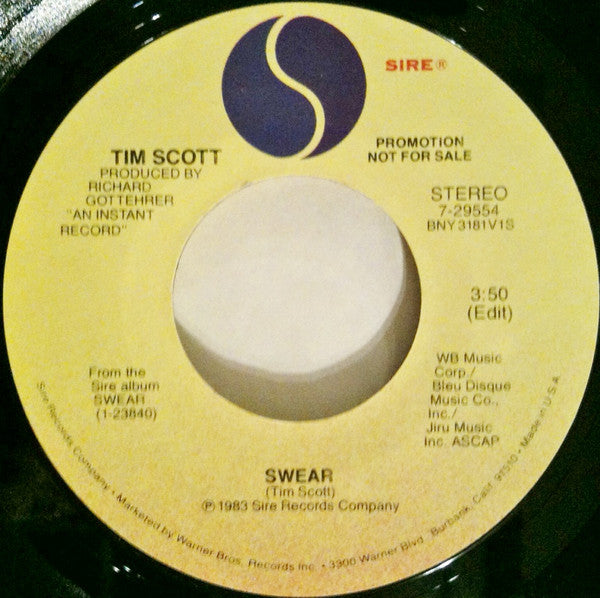 SIRE®
TIM SCOTT
PRODUCED BY
RICHARD
GOTTEHRER
"AN INSTANT
RECORD"
PROMOTION
NOT FOR SALE
STEREO
7-29554
BNY3181V1S
3:50
(Edit)
From the
Sire album
SWEAR
(1-23840)
WB Music
Corp./
Bleu Disque
Music Co.,
Inc./
Jiru Music
Inc. ASCAP
SWEAR
(Tim Scott)
℗ 1983 Sire Records Company
Sire Records Company • Marketed by Warner Bros. Records Inc. • 3300 Warner Blvd., Burbank, Calif. 91510 • Made in U.S.A.